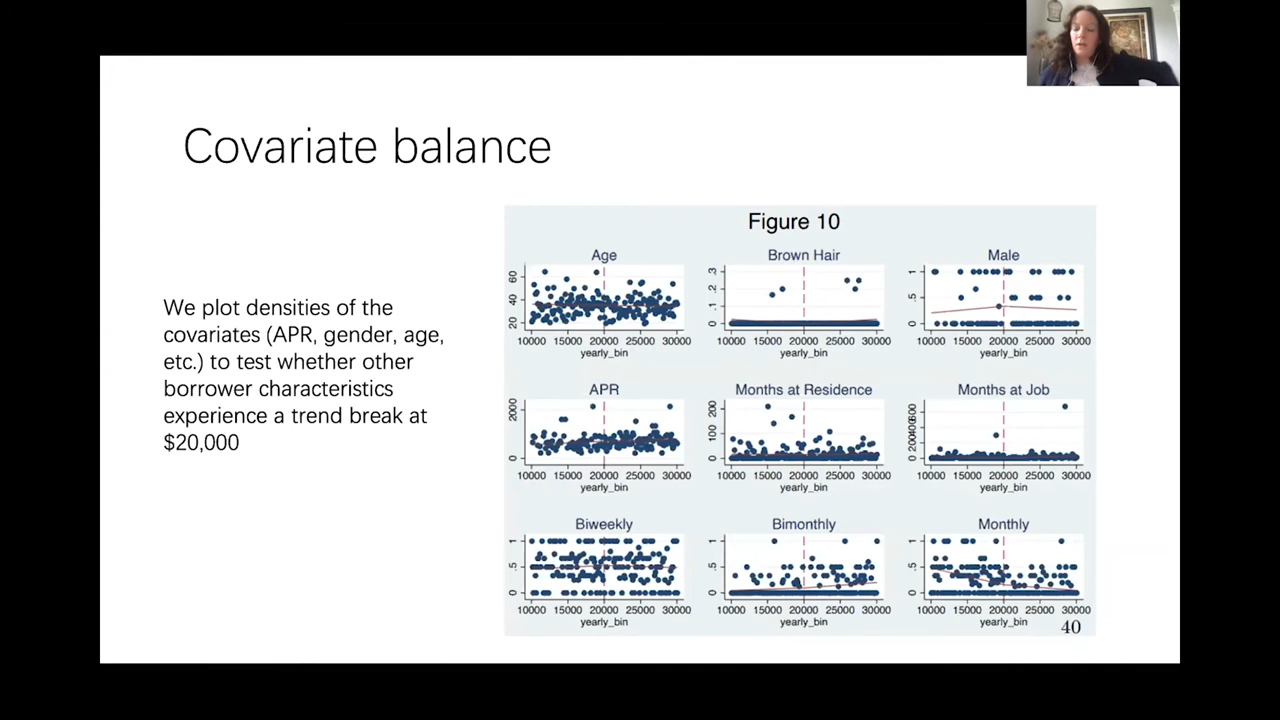 Covariate balance
We plot densities of the
covariates (APR, gender, age,
etc.) to test whether other
borrower characteristics
experience a trend break at
$20,000
Figure 10
Age
20 40 60
10000 15000 20000 25000 30000
yearly_bin
Brown Hair
0 .1 .2 .3
10000 15000 20000 25000 30000
yearly_bin
Male
0 .5 1
10000 15000 20000 25000 30000
yearly_bin
APR
0 2000
10000 15000 20000 25000 30000
yearly_bin
Months at Residence
0 100 200
10000 15000 20000 25000 30000
yearly_bin
Months at Job
0 200 400 600
10000 15000 20000 25000 30000
yearly_bin
Biweekly
0 .5 1
10000 15000 20000 25000 30000
yearly_bin
Bimonthly
0 .5 1
10000 15000 20000 25000 30000
yearly_bin
Monthly
0 .5 1
10000 15000 20000 25000 30000
yearly_bin
40